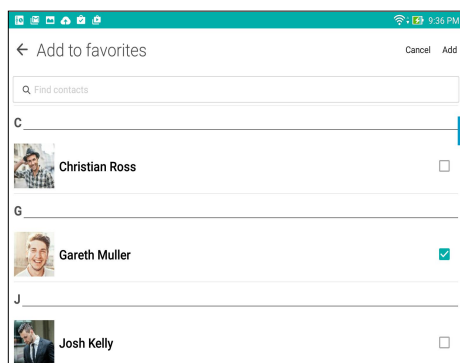 9:36 PM
Add to favorites
Cancel Add
Find contacts
C
Christian Ross
G
Gareth Muller
J
Josh Kelly